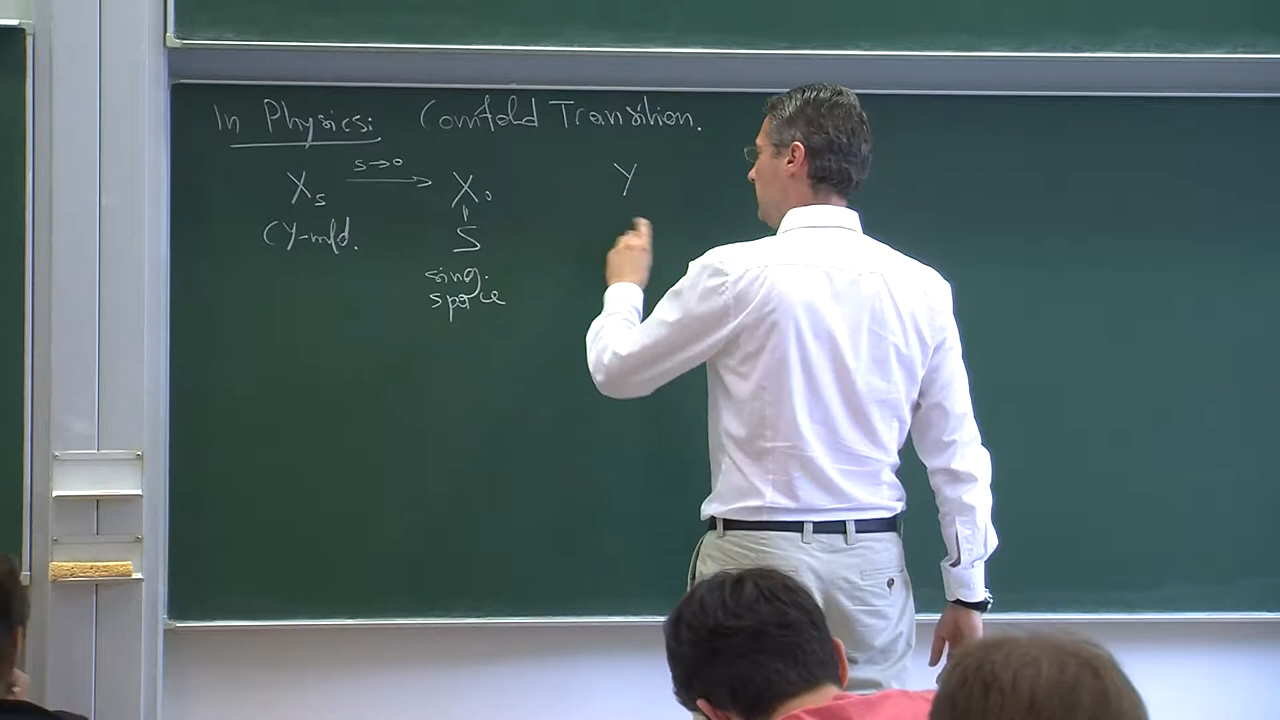 In Physics: Conifold Transition.
X_s s→0 ⟶ X_0 Y
CY-mfd. = S
sing.
space